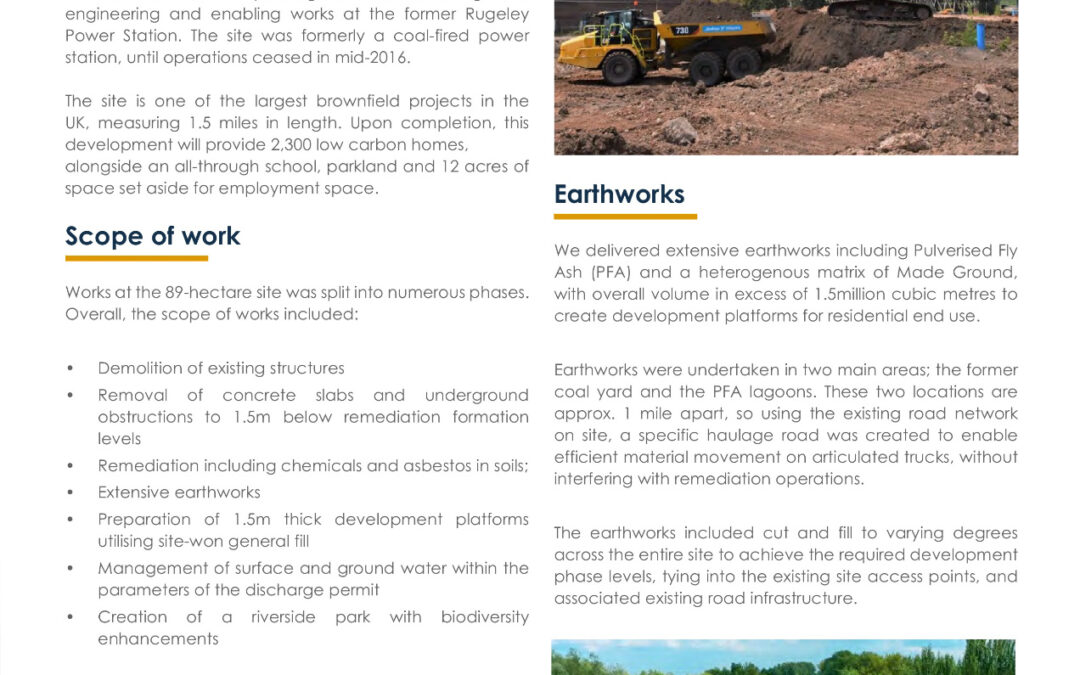 engineering and enabling works at the former Rugeley
Power Station. The site was formerly a coal-fired power
station, until operations ceased in mid-2016.
The site is one of the largest brownfield projects in the
UK, measuring 1.5 miles in length. Upon completion, this
development will provide 2,300 low carbon homes,
alongside an all-through school, parkland and 12 acres of
space set aside for employment space.
Scope of work
Works at the 89-hectare site was split into numerous phases.
Overall, the scope of works included:
• Demolition of existing structures
• Removal of concrete slabs and underground
obstructions to 1.5m below remediation formation
levels
• Remediation including chemicals and asbestos in soils;
• Extensive earthworks
• Preparation of 1.5m thick development platforms
utilising site-won general fill
• Management of surface and ground water within the
parameters of the discharge permit
• Creation of a riverside park with biodiversity
enhancements
730
Earthworks
We delivered extensive earthworks including Pulverised Fly
Ash (PFA) and a heterogenous matrix of Made Ground,
with overall volume in excess of 1.5million cubic metres to
create development platforms for residential end use.
Earthworks were undertaken in two main areas; the former
coal yard and the PFA lagoons. These two locations are
approx. 1 mile apart, so using the existing road network
on site, a specific haulage road was created to enable
efficient material movement on articulated trucks, without
interfering with remediation operations.
The earthworks included cut and fill to varying degrees
across the entire site to achieve the required development
phase levels, tying into the existing site access points, and
associated existing road infrastructure.